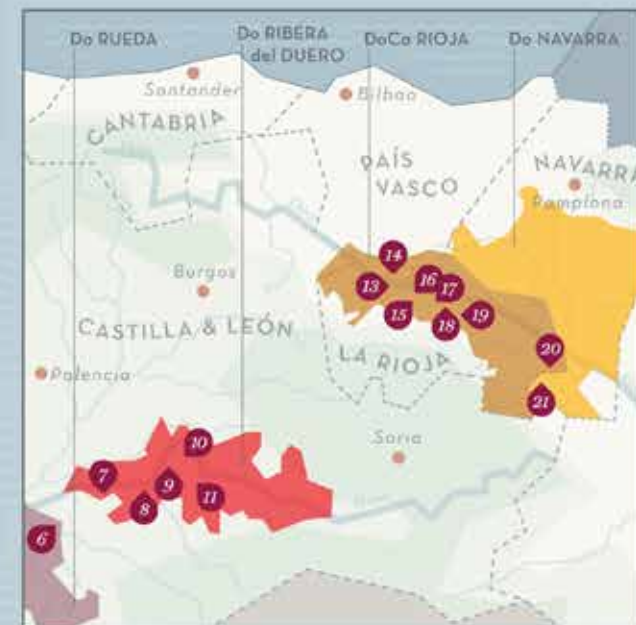 Do RUEDA
Do RIBERA
del DUERO
DoCa RIOJA
Do NAVARRA
Santander
Bilbao
CANTABRIA
PAÍS
VASCO
NAVARRA
Pamplona
14
13
16
17
15
18
19
Burgos
CASTILLA & LEÓN
LA RIOJA
20
Palencia
21
Soria
10
7
9
8
11
6